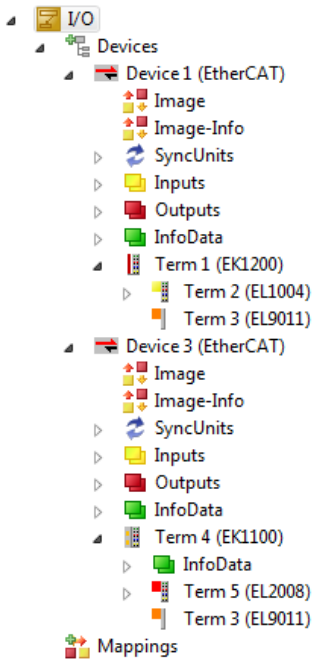 I/O
Devices
Device 1 (EtherCAT)
Image
Image-Info
SyncUnits
Inputs
Outputs
InfoData
Term 1 (EK1200)
Term 2 (EL1004)
Term 3 (EL9011)
Device 3 (EtherCAT)
Image
Image-Info
SyncUnits
Inputs
Outputs
InfoData
Term 4 (EK1100)
InfoData
Term 5 (EL2008)
Term 3 (EL9011)
Mappings